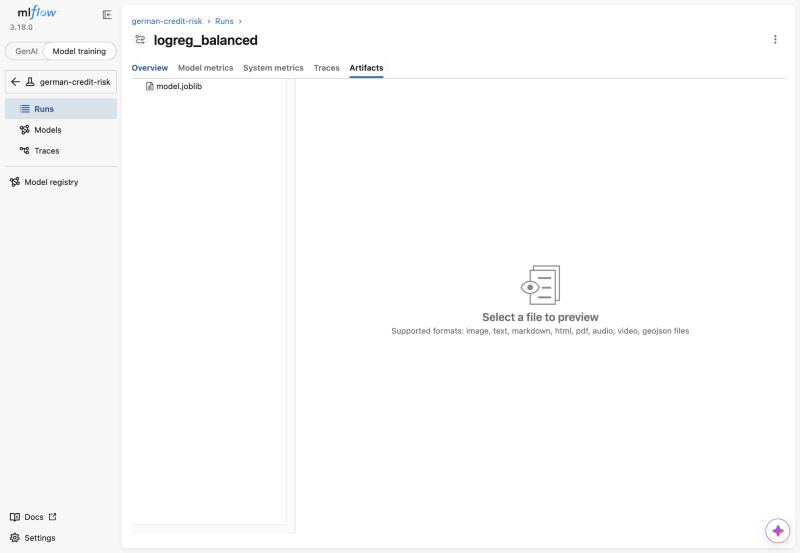 mlflow
3.18.0
GenAI Model training
german-credit-risk
Runs
Models
Traces
Model registry
Docs
Settings
german-credit-risk › Runs ›
logreg_balanced
Overview Model metrics System metrics Traces Artifacts
model.joblib
Select a file to preview
Supported formats: image, text, markdown, html, pdf, audio, video, geojson files